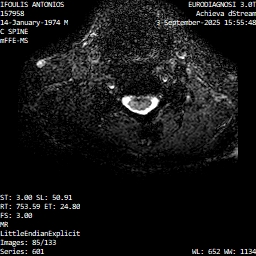 IFOULIS ANTONIOS
EURODIAGNOSI 3.0T
157958
Achieva dStream
14-January-1974 M
3-September-2025 15:55:48
C SPINE
mFFE-MS
ST: 3.00 SL: 50.91
RT: 753.59 ET: 24.80
FS: 3.00
MR
LittleEndianExplicit
Images: 85/133
Series: 601
WL: 652 WW: 1134